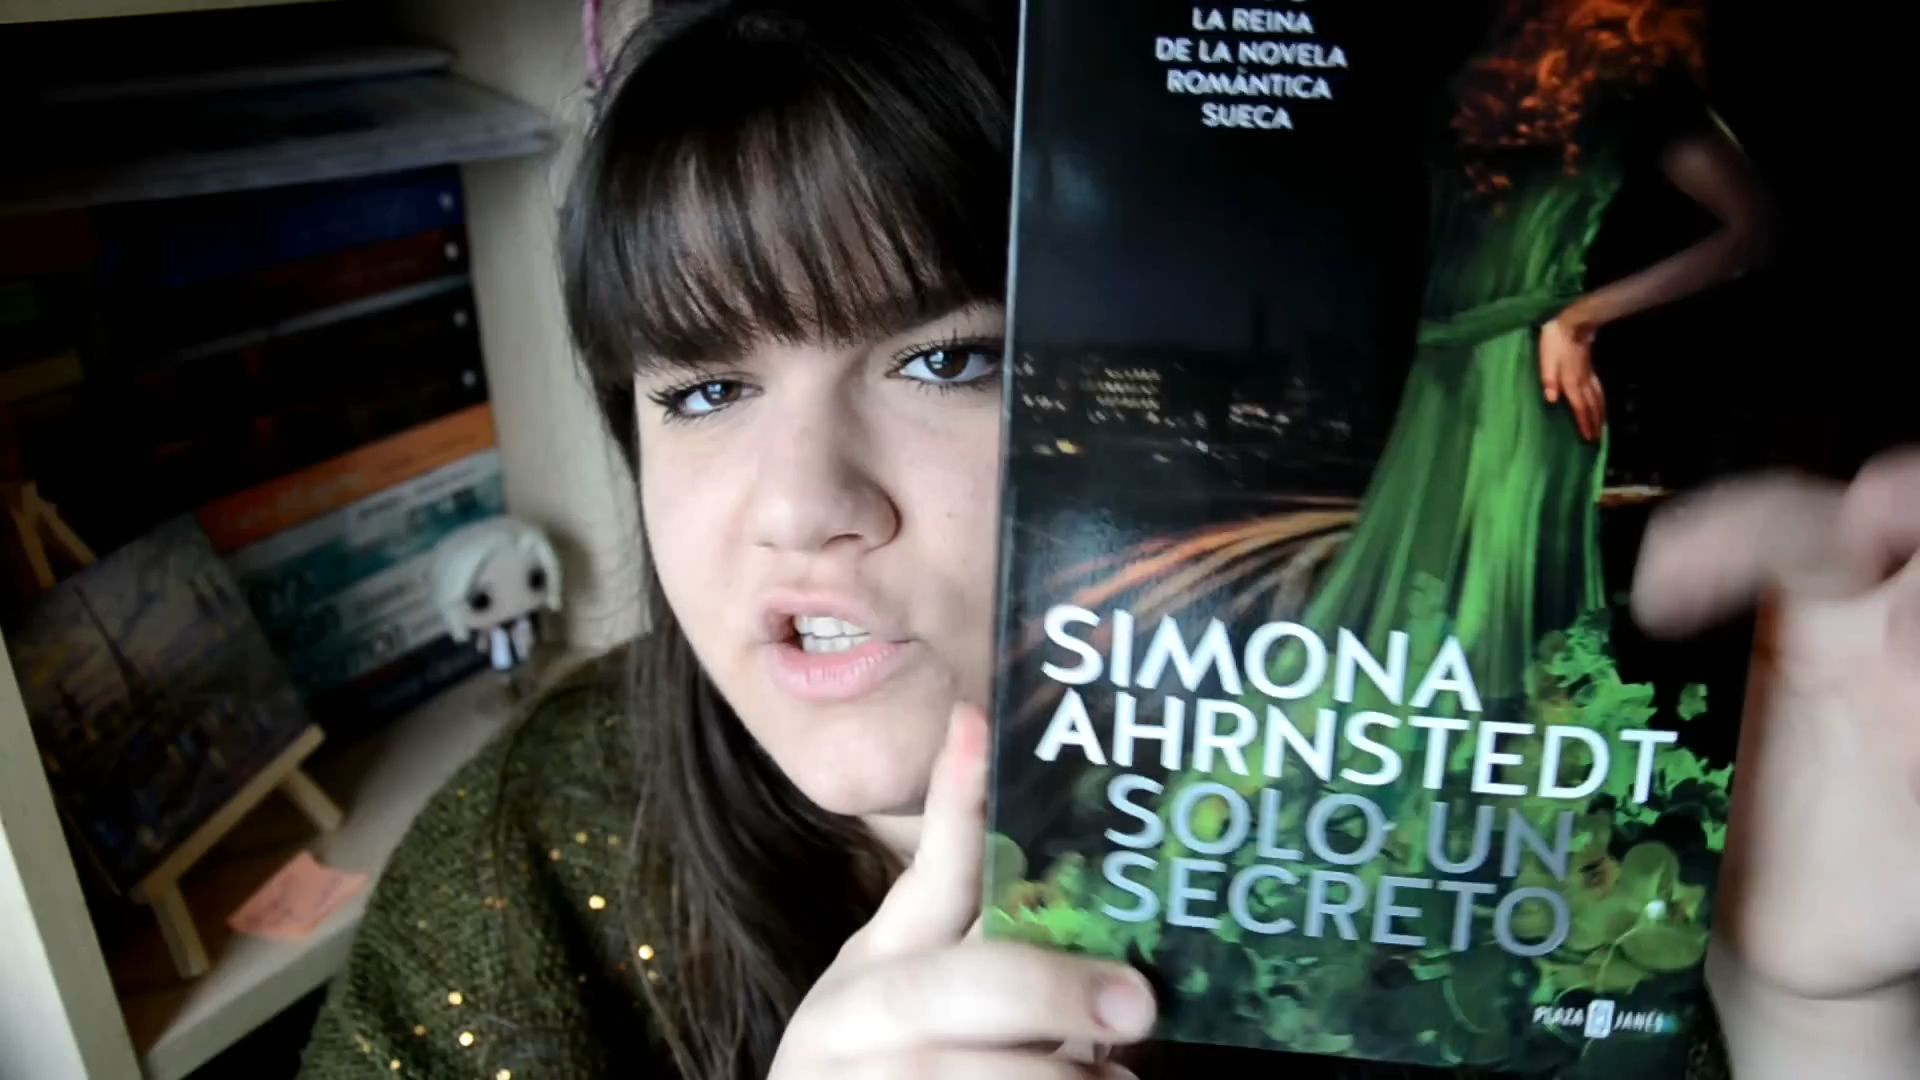 LA REINA
DE LA NOVELA
ROMÁNTICA
SUECA
SIMONA
AHRNSTEDT
SOLO UN
SECRETO
PLAZA JANÉS